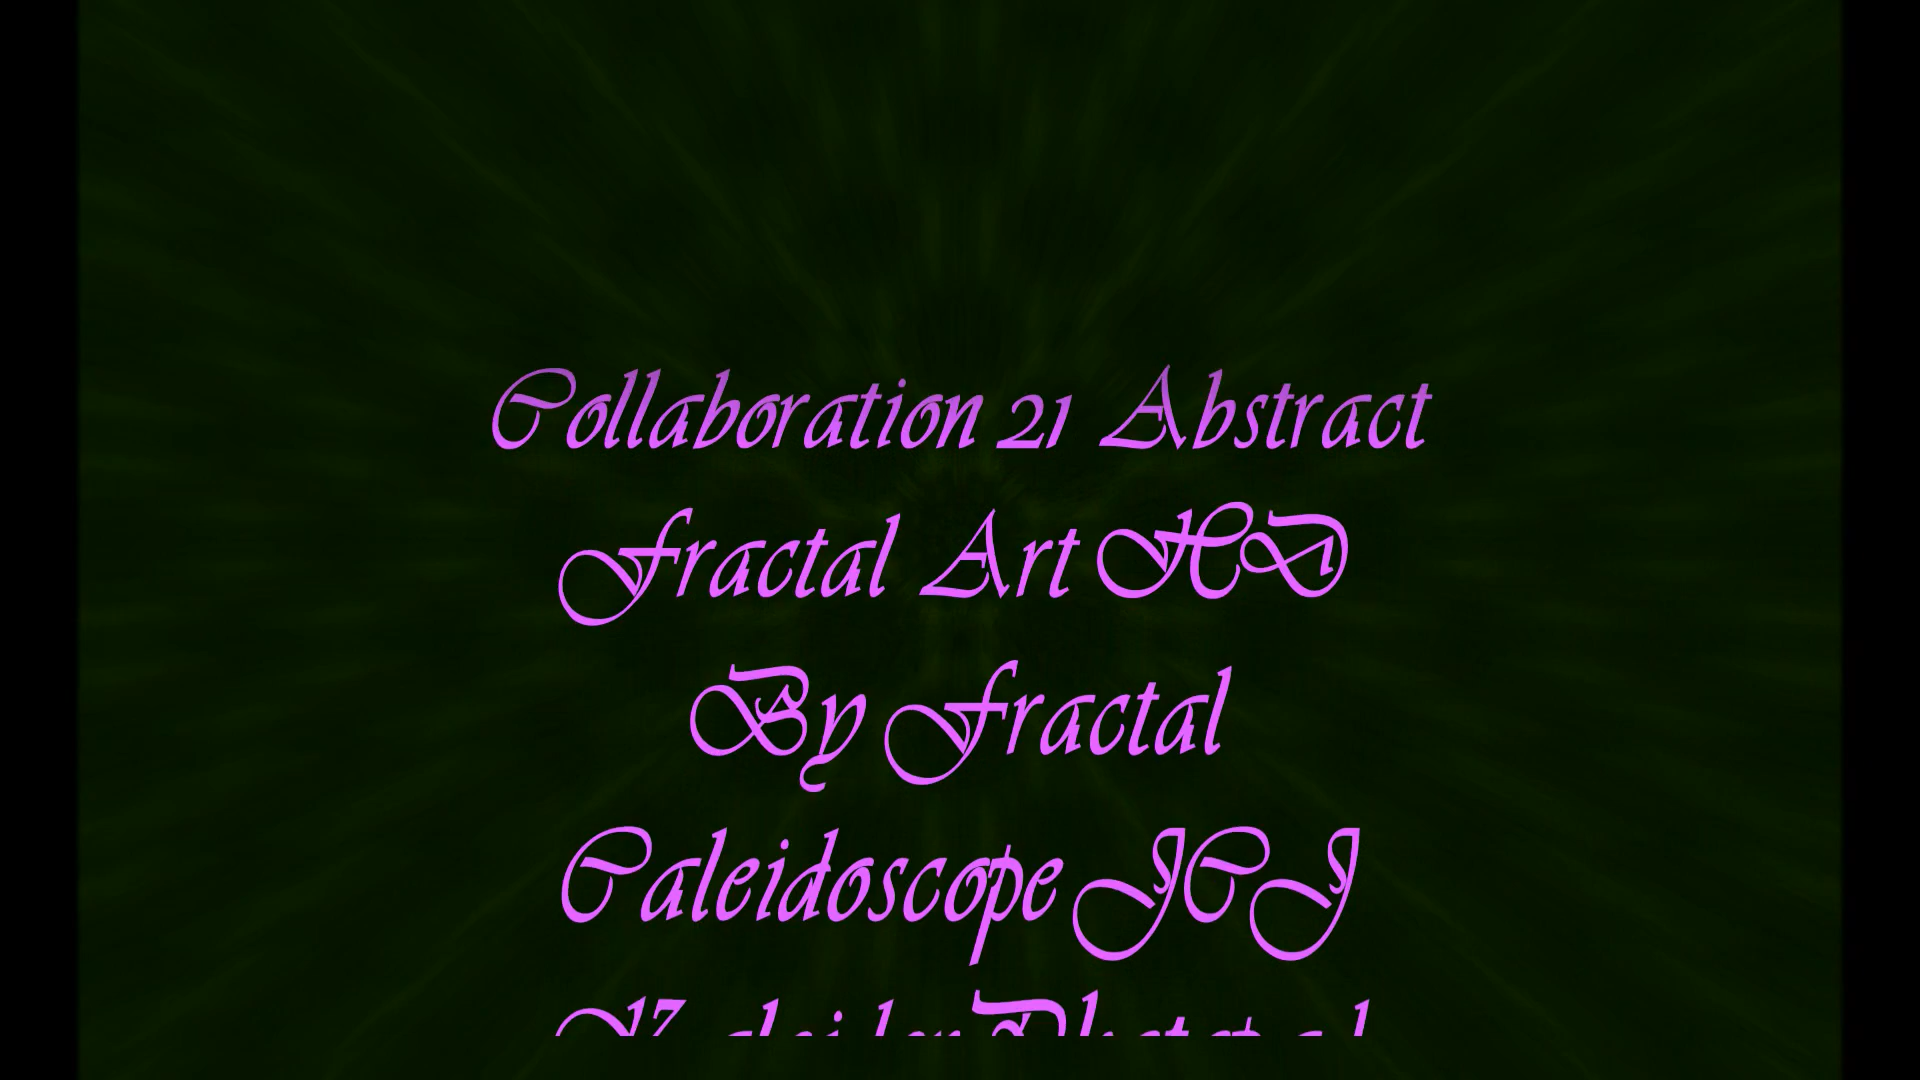 Collaboration 21 Abstract
Fractal Art HD
By Fractal
Caleidoscope JCJ